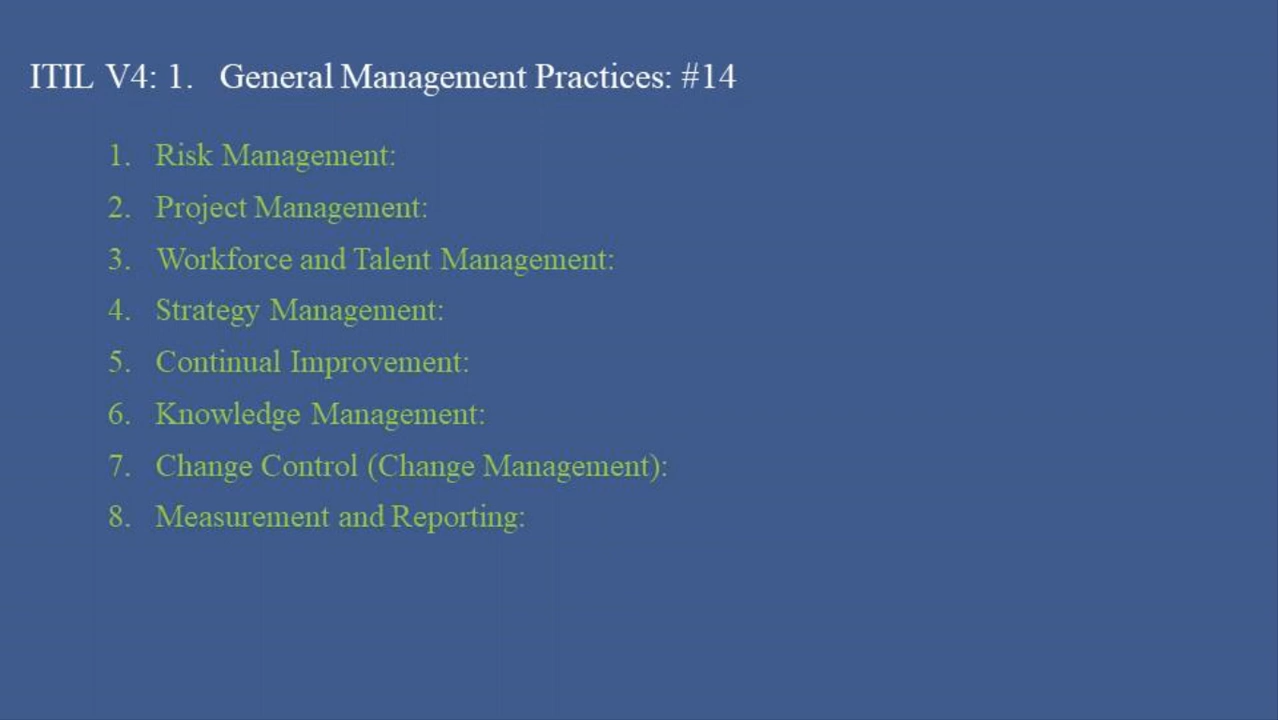 ITIL V4: 1. General Management Practices: #14
1. Risk Management:
2. Project Management:
3. Workforce and Talent Management:
4. Strategy Management:
5. Continual Improvement:
6. Knowledge Management:
7. Change Control (Change Management):
8. Measurement and Reporting: